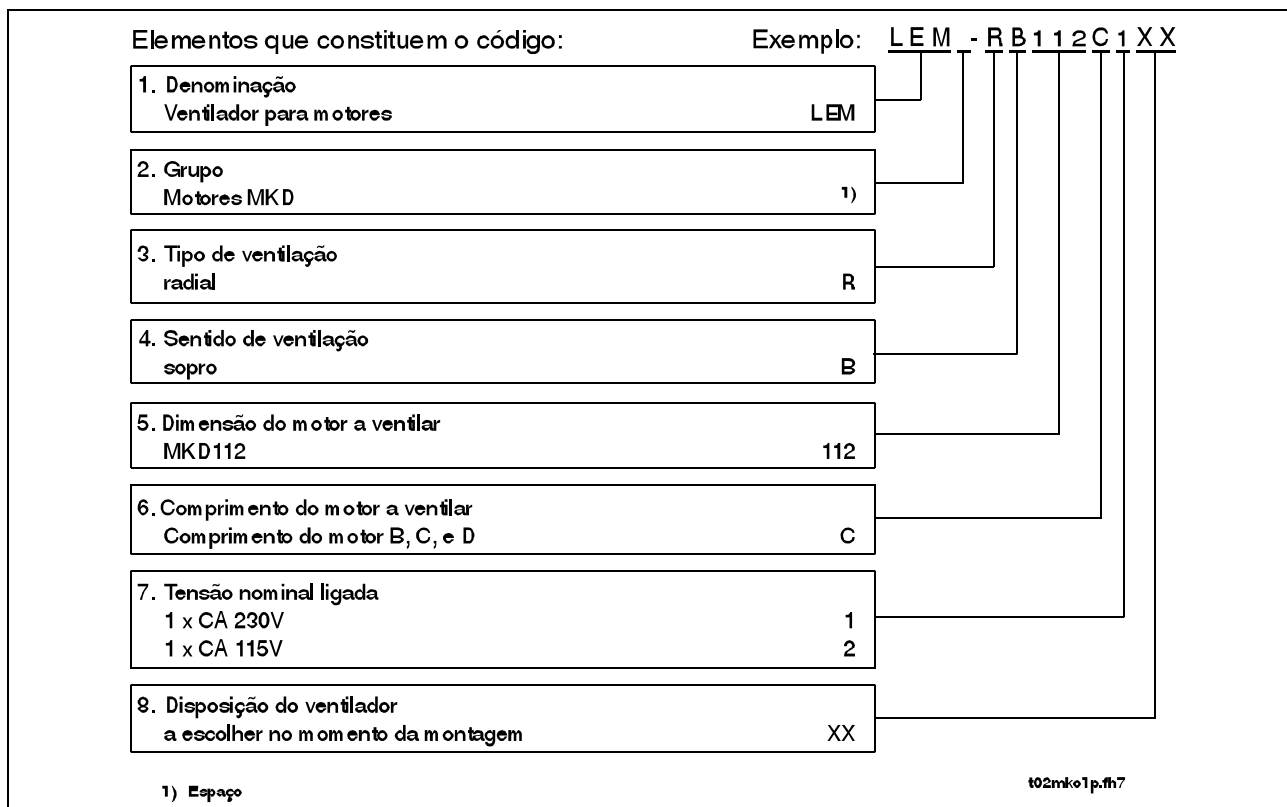 Elementos que constituem o código: Exemplo: LEM - RB112C1XX
1. Denominação
Ventilador para motores LEM
2. Grupo
Motores MKD 1)
3. Tipo de ventilação
radial R
4. Sentido de ventilação
sopro B
5. Dimensão do motor a ventilar
MKD112 112
6. Comprimento do motor a ventilar
Comprimento do motor B, C, e D C
7. Tensão nominal ligada
1 x CA 230V 1
1 x CA 115V 2
8. Disposição do ventilador
a escolher no momento da montagem XX
1) Espaço t02mko1p.fh7